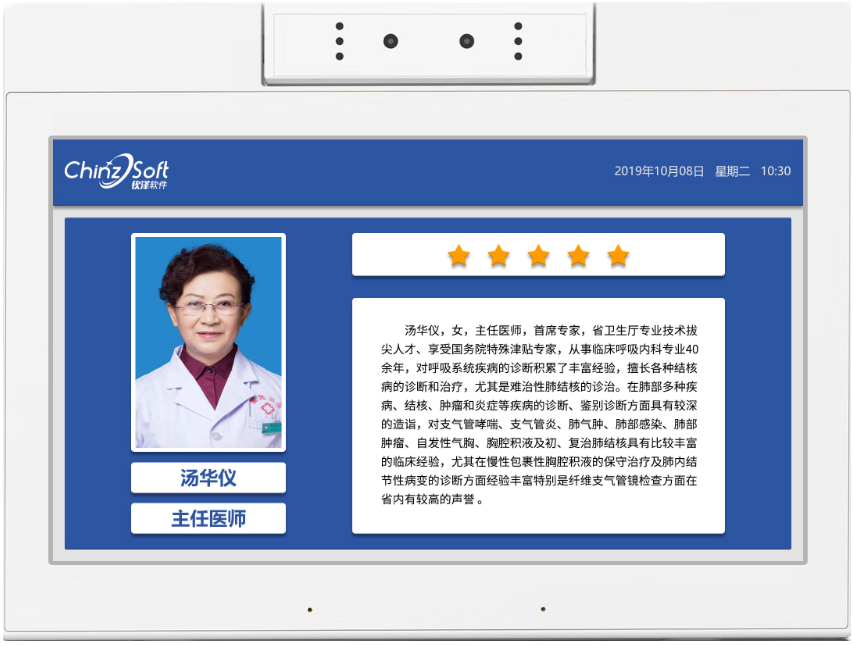 Chinz Soft
钦泽软件
2019年10月08日 星期二 10:30
汤华仪
主任医师
汤华仪，女，主任医师，首席专家，省卫生厅专业技术拔
尖人才、享受国务院特殊津贴专家，从事临床呼吸内科专业40
余年，对呼吸系统疾病的诊断积累了丰富经验，擅长各种结核
病的诊断和治疗，尤其是难治性肺结核的诊治。在肺部多种疾
病、结核、肿瘤和炎症等疾病的诊断、鉴别诊断方面具有较深
的造诣，对支气管哮喘、支气管炎、肺气肿、肺部感染、肺部
肿瘤、自发性气胸、胸腔积液及初、复治肺结核具有比较丰富
的临床经验，尤其在慢性包裹性胸腔积液的保守治疗及肺内结
节性病变的诊断方面经验丰富特别是纤维支气管镜检查方面在
省内有较高的声誉 。